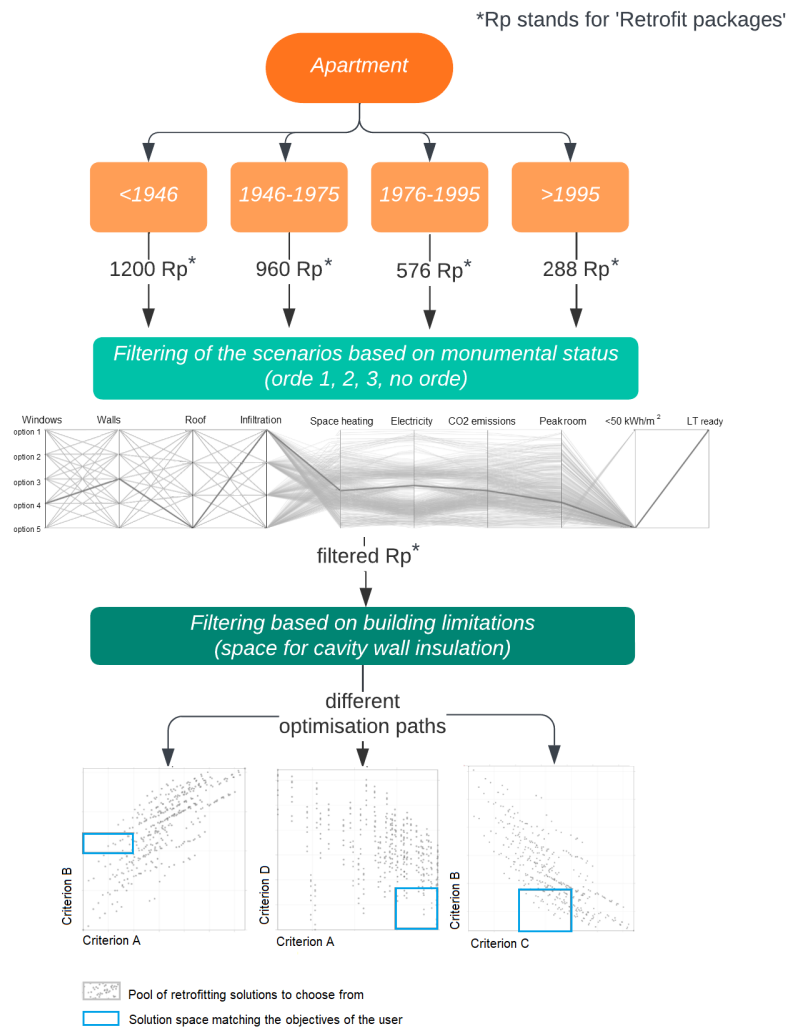 *Rp stands for 'Retrofit packages'
Apartment
<1946
1946-1975
1976-1995
>1995
1200 Rp*
960 Rp*
576 Rp*
288 Rp*
Filtering of the scenarios based on monumental status
(orde 1, 2, 3, no orde)
Windows
Walls
Roof
Infiltration
Space heating
Electricity
CO2 emissions
Peakroom
<50 kWh/m 2
LT ready
option 1
option 2
option 3
option 4
option 5
filtered Rp*
Filtering based on building limitations
(space for cavity wall insulation)
different
optimisation paths
Criterion B
Criterion A
Criterion D
Criterion A
Criterion B
Criterion C
Pool of retrofitting solutions to choose from
Solution space matching the objectives of the user